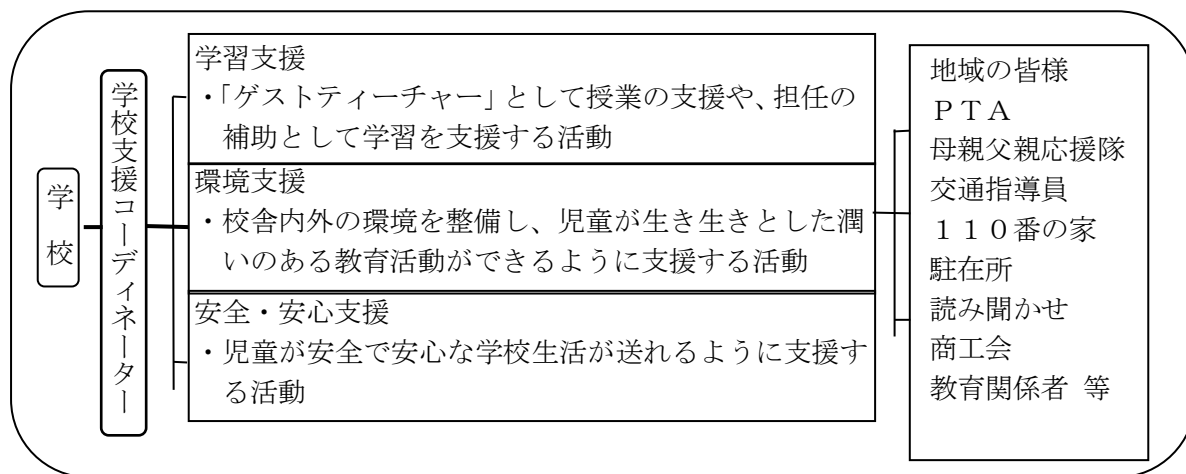 学校
学校支援コーディネーター
学習支援
・「ゲストティーチャー」として授業の支援や、担任の
補助として学習を支援する活動
環境支援
・校舎内外の環境を整備し、児童が生き生きとした潤
いのある教育活動ができるように支援する活動
安全・安心支援
・児童が安全で安心な学校生活が送れるように支援す
る活動
地域の皆様
ＰＴＡ
母親父親応援隊
交通指導員
１１０番の家
駐在所
読み聞かせ
商工会
教育関係者 等